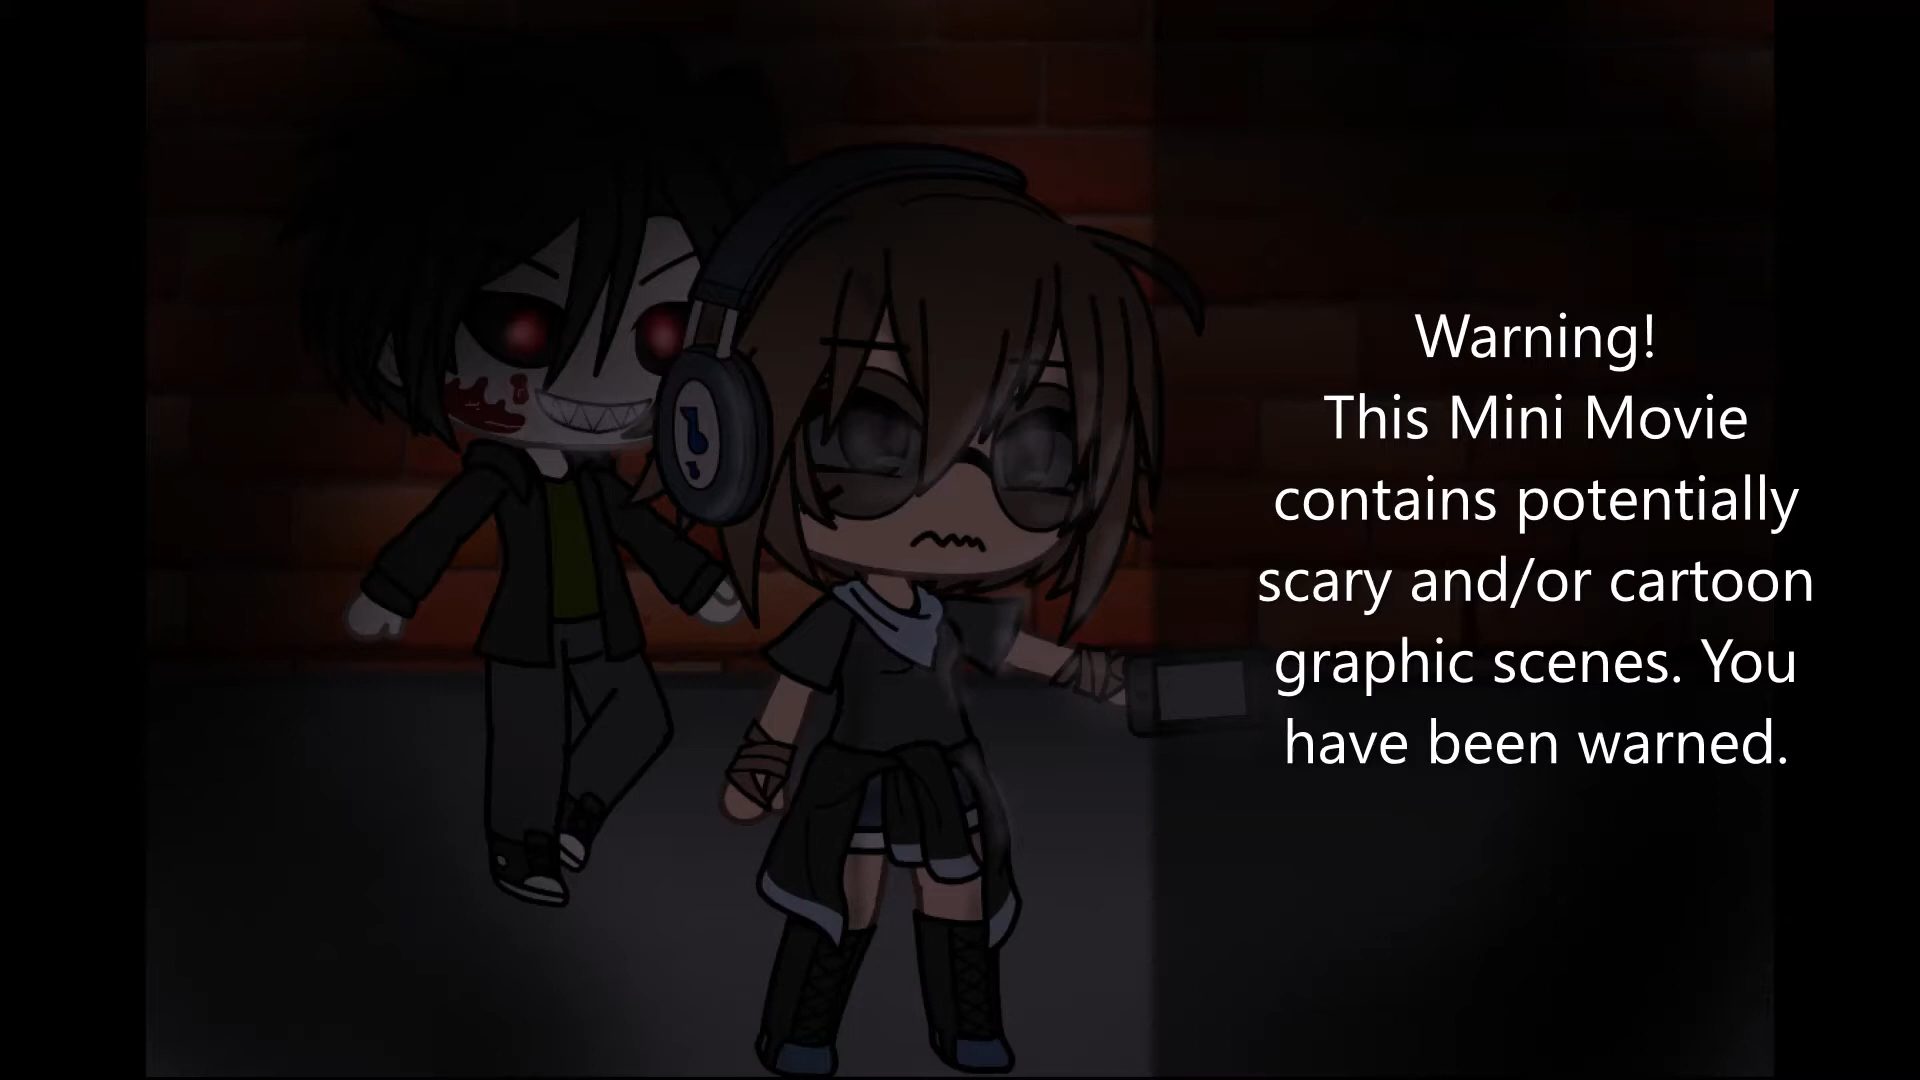 Warning!
This Mini Movie
contains potentially
scary and/or cartoon
graphic scenes. You
have been warned.